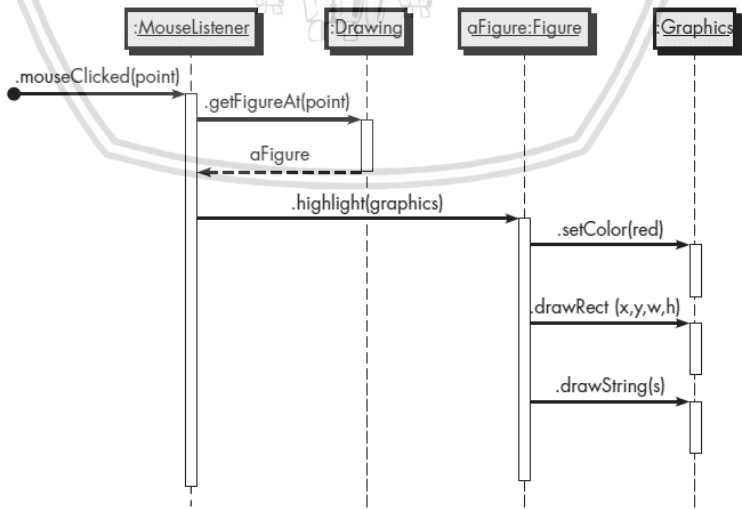 :MouseListener
:Drawing
aFigure:Figure
:Graphics
.mouseClicked(point)
.getFigureAt(point)
aFigure
.highlight(graphics)
.setColor(red)
.drawRect (x,y,w,h)
.drawString(s)